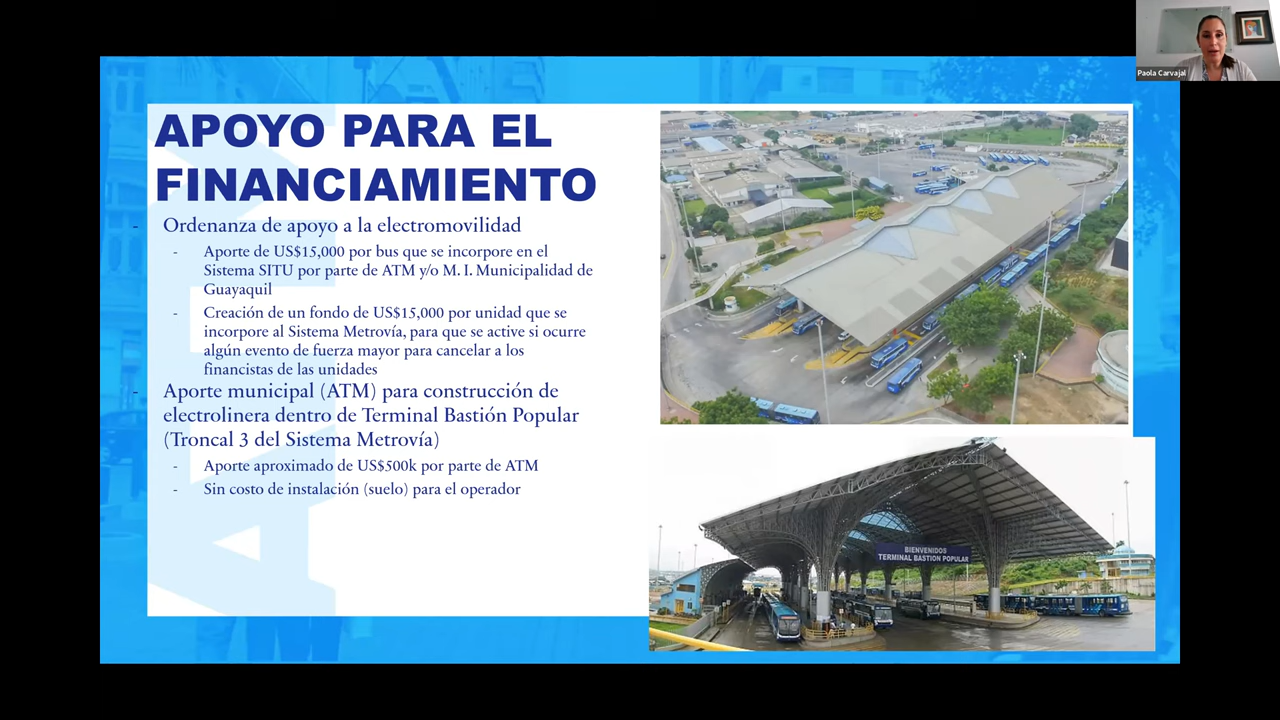 APOYO PARA EL
FINANCIAMIENTO
- Ordenanza de apoyo a la electromovilidad
- Aporte de US$15,000 por bus que se incorpore en el
Sistema SITU por parte de ATM y/o M. I. Municipalidad de
Guayaquil
- Creación de un fondo de US$15,000 por unidad que se
incorpore al Sistema Metrovía, para que se active si ocurre
algún evento de fuerza mayor para cancelar a los
financistas de las unidades
- Aporte municipal (ATM) para construcción de
electrolinera dentro de Terminal Bastión Popular
(Troncal 3 del Sistema Metrovía)
- Aporte aproximado de US$500k por parte de ATM
- Sin costo de instalación (suelo) para el operador
BIENVENIDOS
TERMINAL BASTION POPULAR
Paola Carvajal